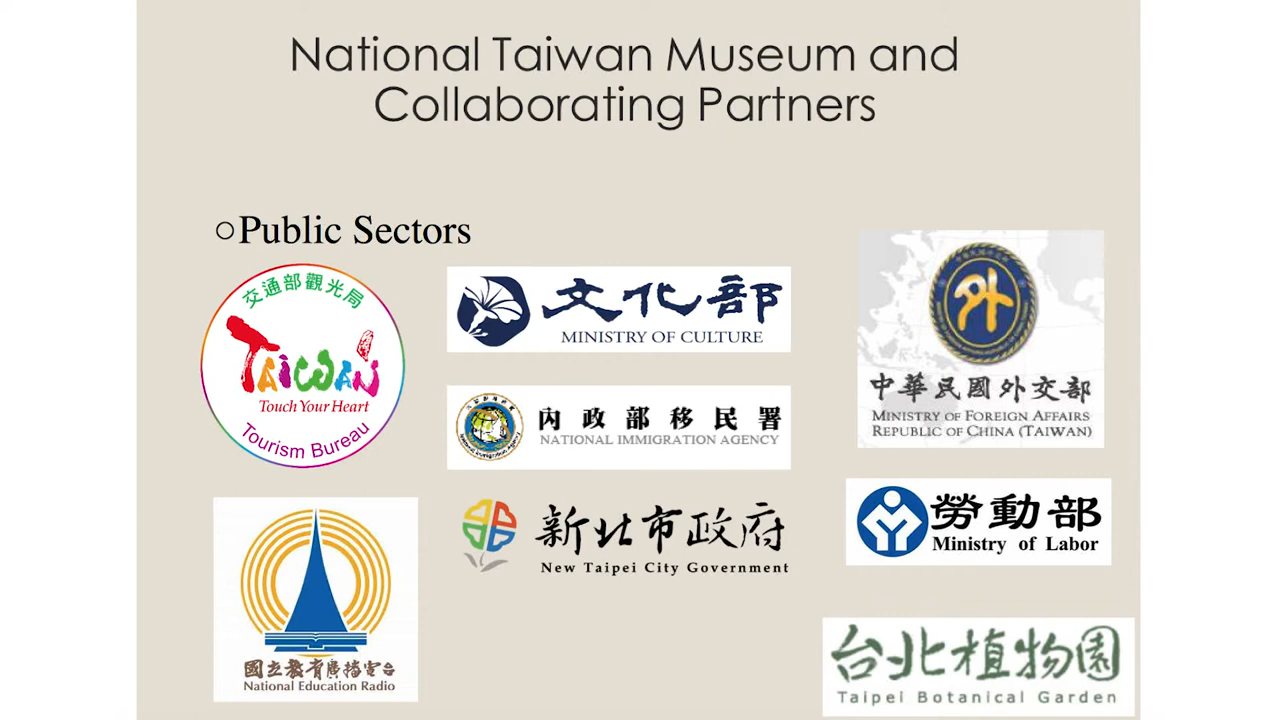 National Taiwan Museum and
Collaborating Partners
○Public Sectors
交通部觀光局
TAIWAN
Touch Your Heart
Tourism Bureau
文化部
MINISTRY OF CULTURE
外
中華民國外交部
MINISTRY OF FOREIGN AFFAIRS
REPUBLIC OF CHINA (TAIWAN)
內政部移民署
NATIONAL IMMIGRATION AGENCY
國立教育廣播電台
National Education Radio
新北市政府
New Taipei City Government
勞動部
Ministry of Labor
台北植物園
Taipei Botanical Garden